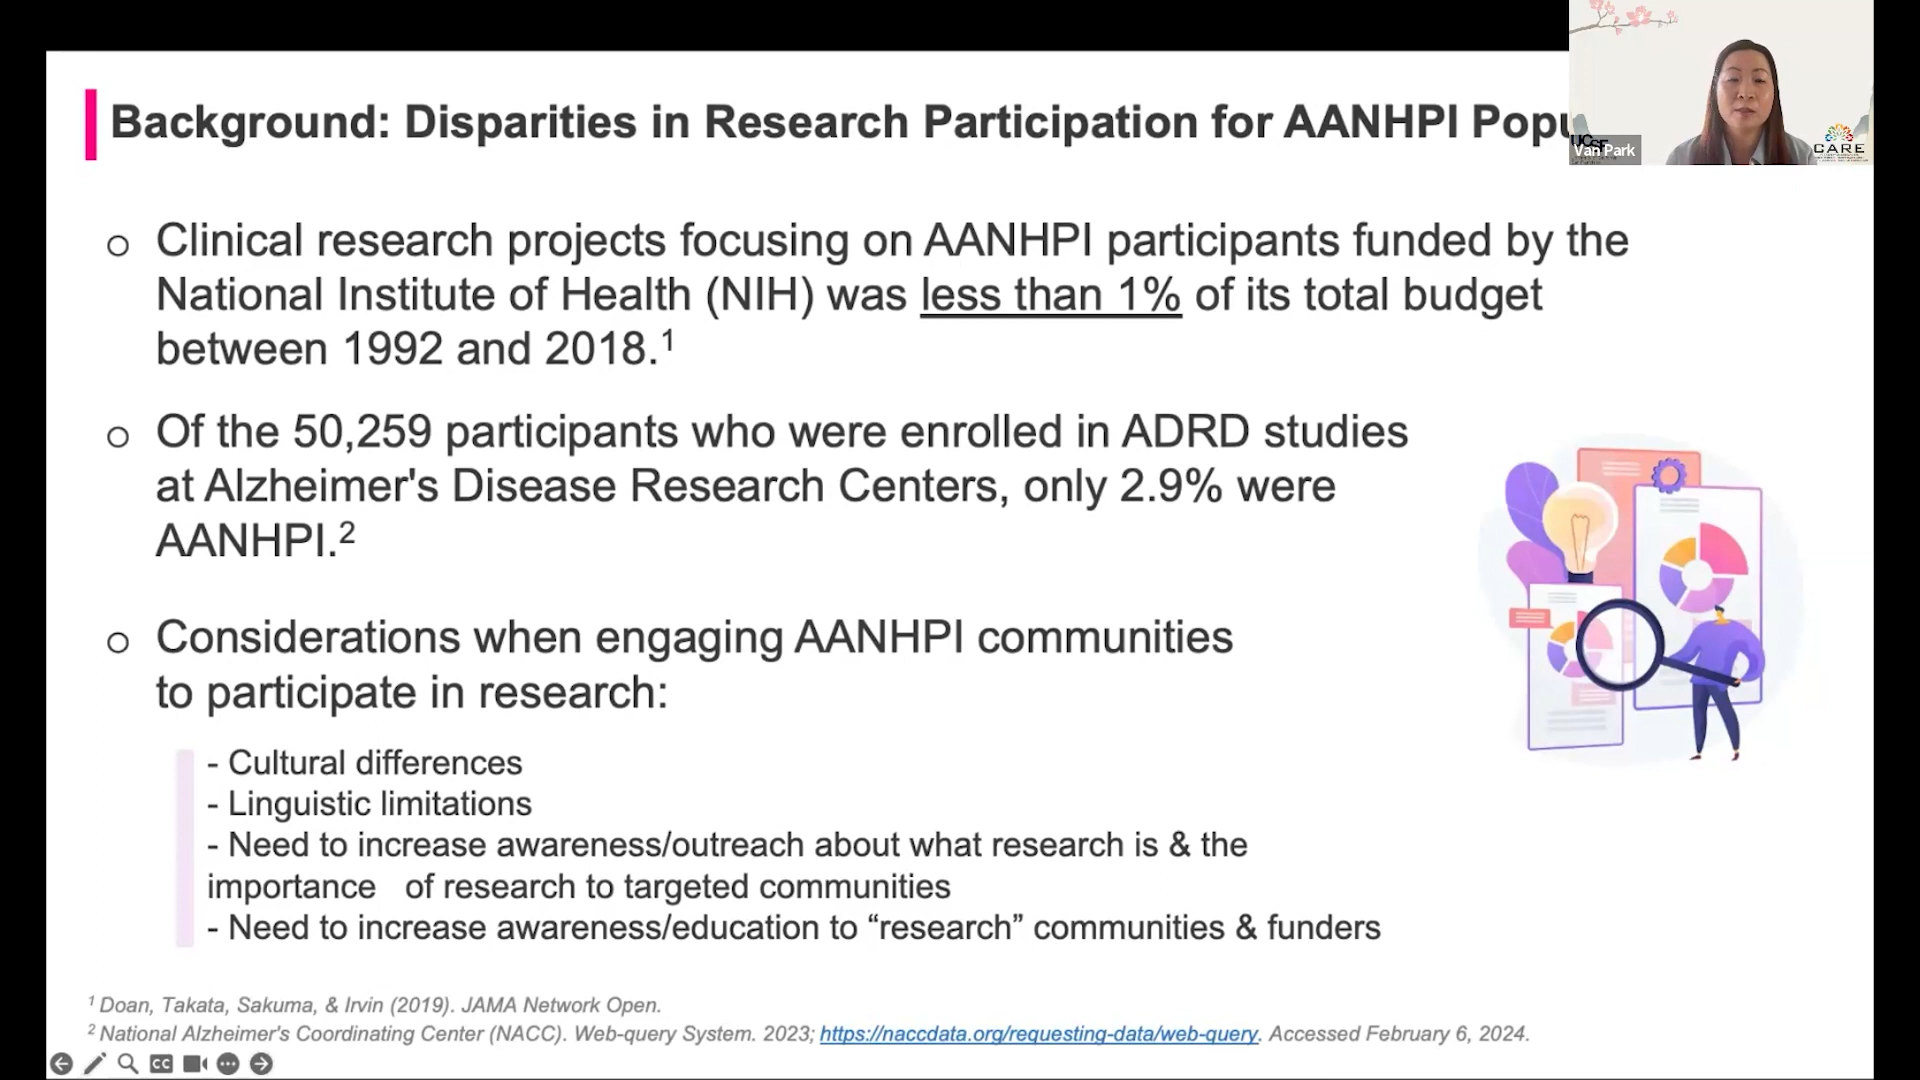 Background: Disparities in Research Participation for AANHPI Popu
UCSF
Van Park
CARE
o Clinical research projects focusing on AANHPI participants funded by the
National Institute of Health (NIH) was less than 1% of its total budget
between 1992 and 2018.1
o Of the 50,259 participants who were enrolled in ADRD studies
at Alzheimer's Disease Research Centers, only 2.9% were
AANHPI.2
o Considerations when engaging AANHPI communities
to participate in research:
- Cultural differences
- Linguistic limitations
- Need to increase awareness/outreach about what research is & the
importance of research to targeted communities
- Need to increase awareness/education to “research” communities & funders
1 Doan, Takata, Sakuma, & Irvin (2019). JAMA Network Open.
2 National Alzheimer's Coordinating Center (NACC). Web-query System. 2023; https://naccdata.org/requesting-data/web-query. Accessed February 6, 2024.
CC